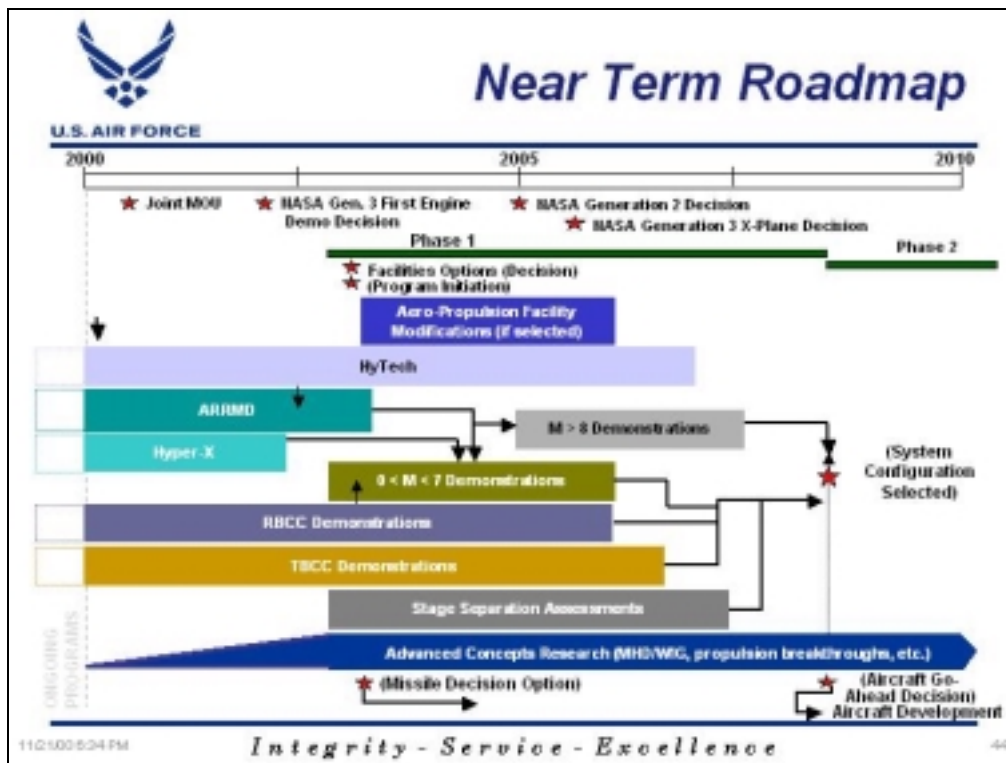 Near Term Roadmap
U.S. AIR FORCE
2000
2005
2010
Joint MOU
NASA Gen. 3 First Engine
Demo Decision
NASA Generation 2 Decision
NASA Generation 3 X-Plane Decision
Phase 1
Phase 2
Facilities Options (Decision)
(Program Initiation)
Aero-Propulsion Facility
Modifications (if selected)
HyTech
ARRMD
M > 8 Demonstrations
Hyper-X
(System
Configuration
Selected)
0 < M < 7 Demonstrations
RBCC Demonstrations
TBCC Demonstrations
Stage Separation Assessments
ONGOING
PROGRAMS
Advanced Concepts Research (MHD/WIG, propulsion breakthroughs, etc.)
(Missile Decision Option)
(Aircraft Go-
Ahead Decision)
Aircraft Development
11/21/00 PM
Integrity - Service - Excellence